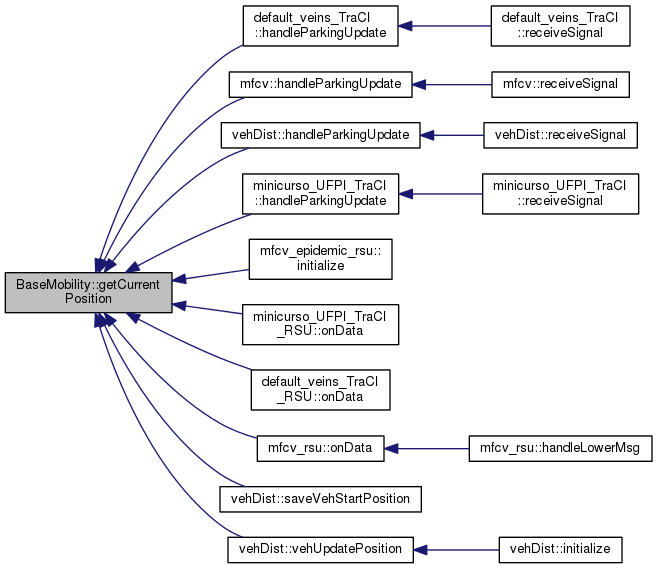 default_veins_TraCI
::handleParkingUpdate
default_veins_TraCI
::receiveSignal
mfcv::handleParkingUpdate
mfcv::receiveSignal
vehDist::handleParkingUpdate
vehDist::receiveSignal
minicurso_UFPI_TraCI
::handleParkingUpdate
minicurso_UFPI_TraCI
::receiveSignal
mfcv_epidemic_rsu::
initialize
BaseMobility::getCurrent
Position
minicurso_UFPI_TraCI
_RSU::onData
default_veins_TraCI
_RSU::onData
mfcv_rsu::onData
mfcv_rsu::handleLowerMsg
vehDist::saveVehStartPosition
vehDist::vehUpdatePosition
vehDist::initialize